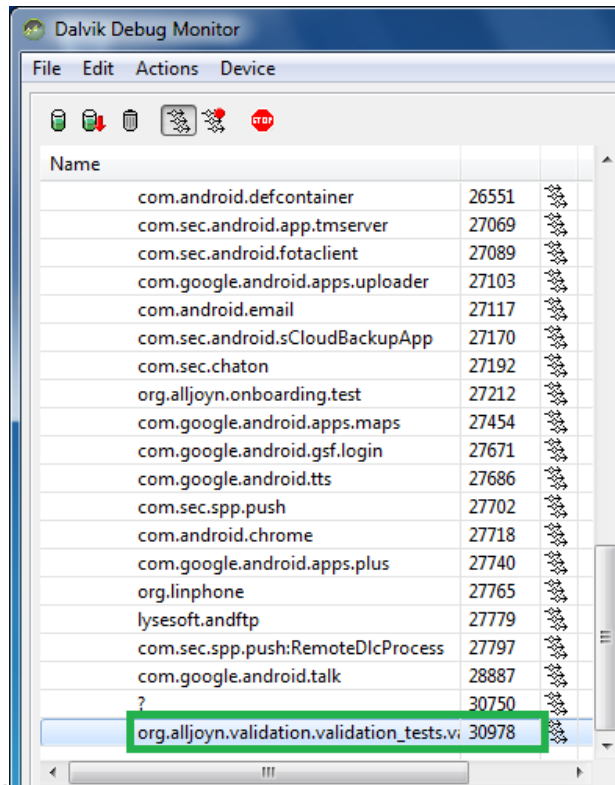 Dalvik Debug Monitor
File Edit Actions Device
STOP
Name
com.android.defcontainer 26551
com.sec.android.app.tmserver 27069
com.sec.android.fotaclient 27089
com.google.android.apps.uploader 27103
com.android.email 27117
com.sec.android.sCloudBackupApp 27170
com.sec.chaton 27192
org.alljoyn.onboarding.test 27212
com.google.android.apps.maps 27454
com.google.android.gsf.login 27671
com.google.android.tts 27686
com.sec.spp.push 27702
com.android.chrome 27718
com.google.android.apps.plus 27740
org.linphone 27765
lysesoft.andftp 27779
com.sec.spp.push:RemoteDlcProcess 27797
com.google.android.talk 28887
? 30750
org.alljoyn.validation.validation_tests.va 30978